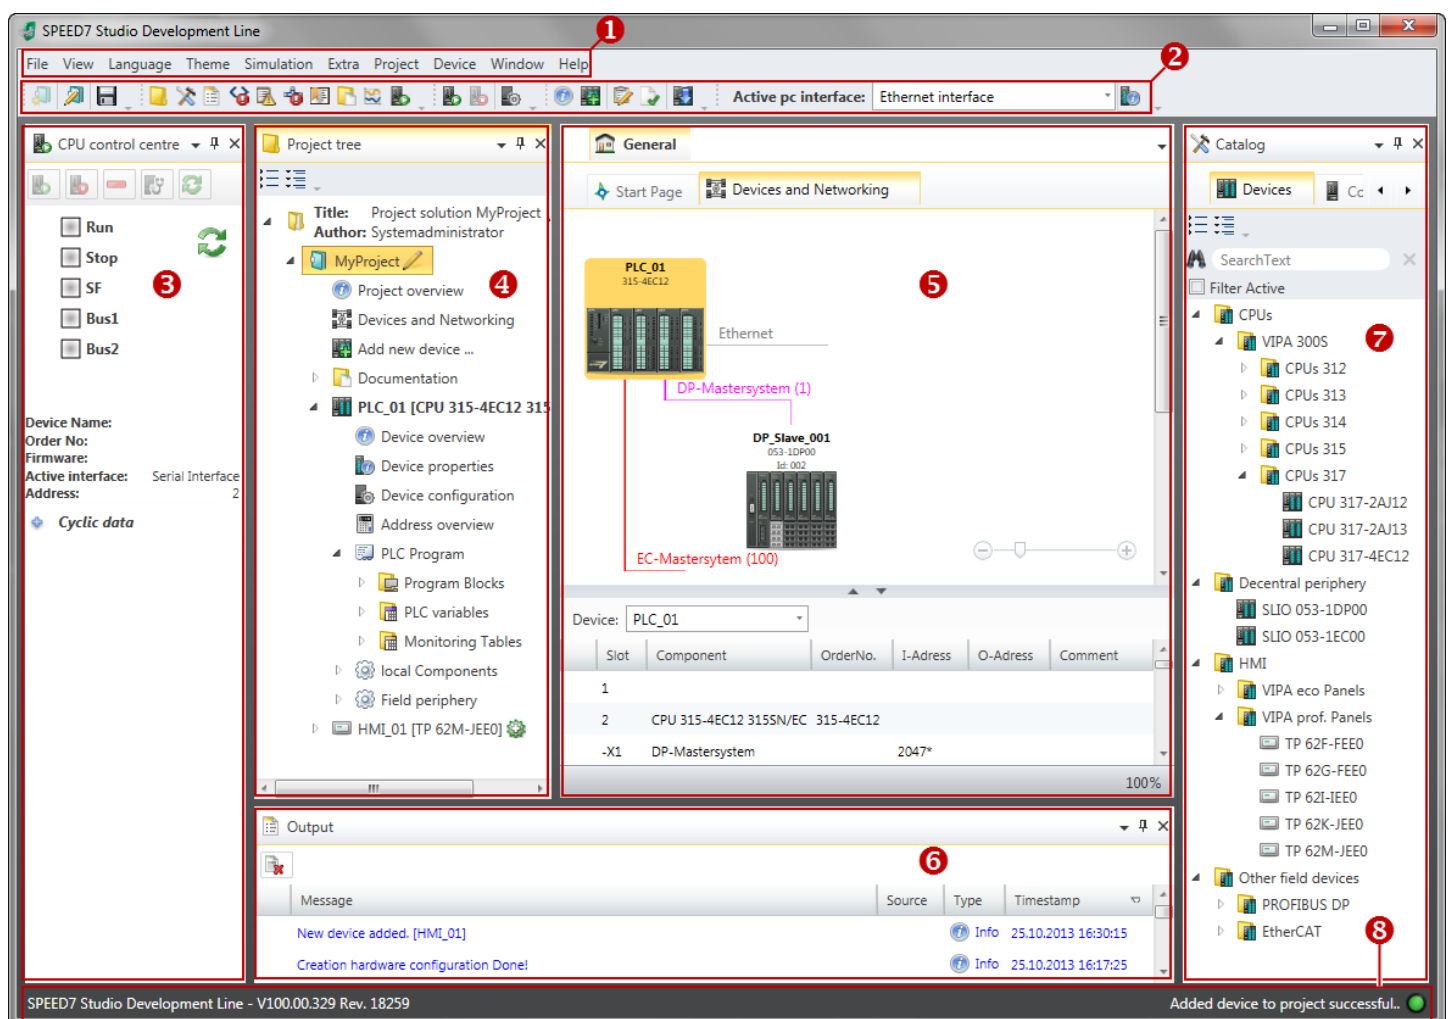 SPEED7 Studio Development Line
1
File View Language Theme Simulation Extra Project Device Window Help
2
Active pc interface: Ethernet interface
CPU control centre
Run
Stop
SF
Bus1
Bus2
3
Device Name:
Order No:
Firmware:
Active interface: Serial Interface
Address: 2
Cyclic data
Project tree
Title: Project solution MyProject
Author: Systemadministrator
MyProject
4
Project overview
Devices and Networking
Add new device ...
Documentation
PLC_01 [CPU 315-4EC12 315
Device overview
Device properties
Device configuration
Address overview
PLC Program
Program Blocks
PLC variables
Monitoring Tables
local Components
Field periphery
HMI_01 [TP 62M-JEE0]
General
Start Page
Devices and Networking
5
PLC_01
315-4EC12
Ethernet
DP-Mastersystem (1)
DP_Slave_001
053-1DP00
Id: 002
EC-Mastersytem (100)
Device: PLC_01
Slot Component OrderNo. I-Adress O-Adress Comment
1
2 CPU 315-4EC12 315SN/EC 315-4EC12
-X1 DP-Mastersystem 2047*
100%
Output
6
Message Source Type Timestamp
New device added. [HMI_01] Info 25.10.2013 16:30:15
Creation hardware configuration Done! Info 25.10.2013 16:17:25
Catalog
Devices Cc
SearchText
Filter Active
7
CPUs
VIPA 300S
CPUs 312
CPUs 313
CPUs 314
CPUs 315
CPUs 317
CPU 317-2AJ12
CPU 317-2AJ13
CPU 317-4EC12
Decentral periphery
SLIO 053-1DP00
SLIO 053-1EC00
HMI
VIPA eco Panels
VIPA prof. Panels
TP 62F-FEE0
TP 62G-FEE0
TP 62I-IEE0
TP 62K-JEE0
TP 62M-JEE0
Other field devices
PROFIBUS DP
EtherCAT
8
SPEED7 Studio Development Line - V100.00.329 Rev. 18259
Added device to project successful..